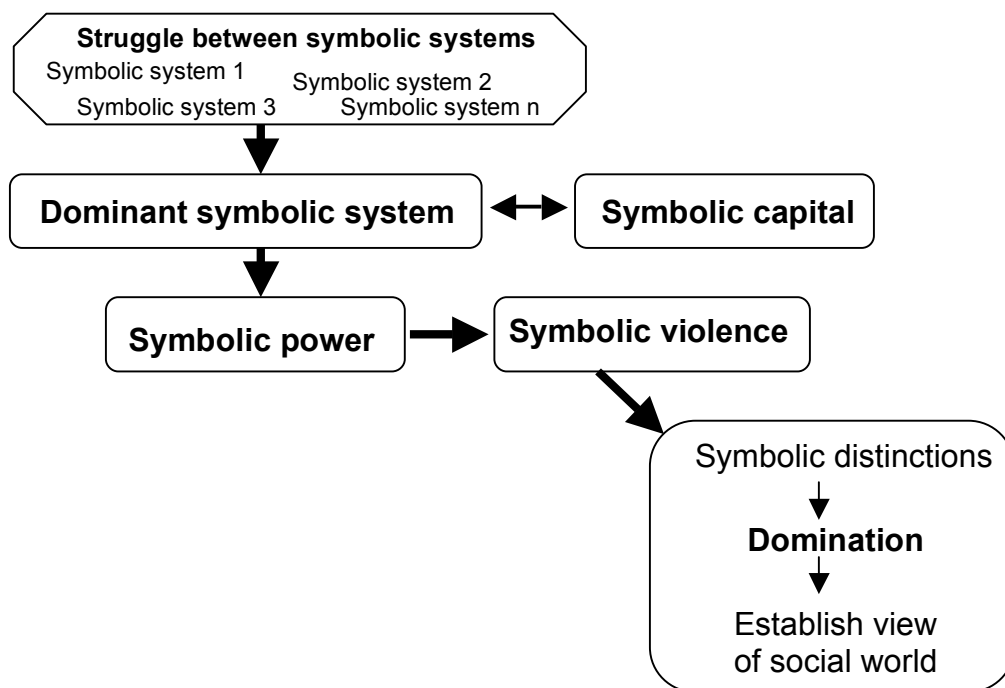 Struggle between symbolic systems
Symbolic system 1
Symbolic system 2
Symbolic system 3
Symbolic system n
Dominant symbolic system
Symbolic capital
Symbolic power
Symbolic violence
Symbolic distinctions
Domination
Establish view
of social world